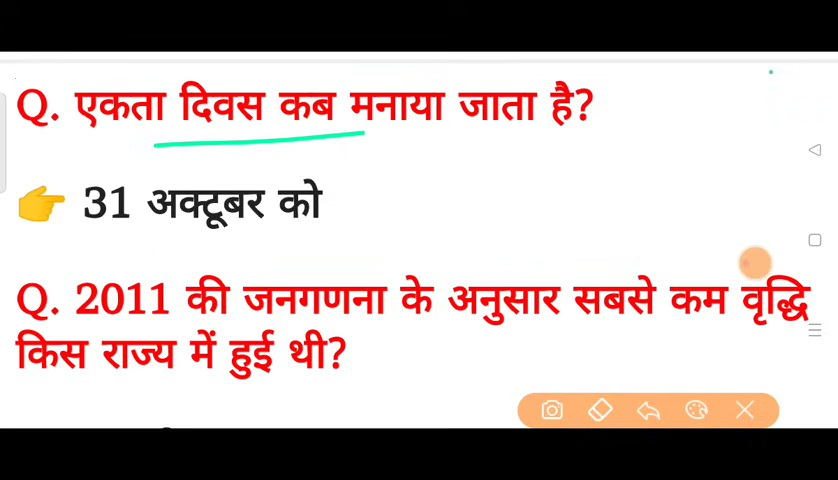 Q. एकता दिवस कब मनाया जाता है?
👉 31 अक्टूबर को
Q. 2011 की जनगणना के अनुसार सबसे कम वृद्धि
किस राज्य में हुई थी?